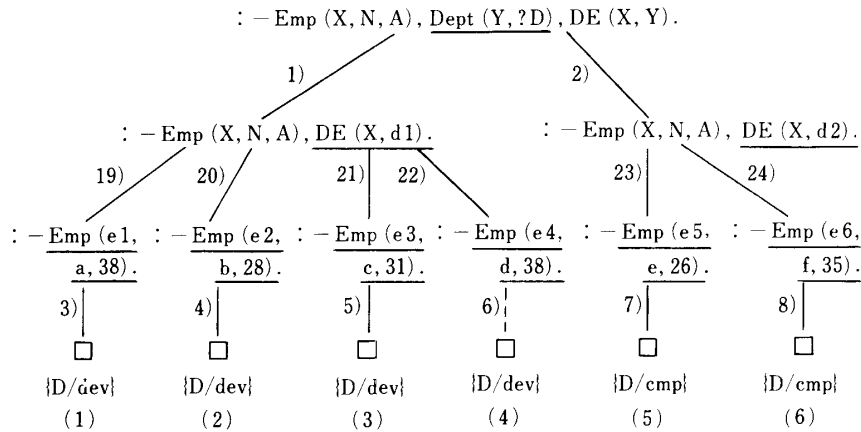 : − Emp (X, N, A), Dept (Y, ?D), DE (X, Y).
1) 2)
: − Emp (X, N, A), DE (X, d1). : − Emp (X, N, A), DE (X, d2).
19) 20) 21) 22) 23) 24)
: − Emp (e1, : − Emp (e2, : − Emp (e3, : − Emp (e4, : − Emp (e5, : − Emp (e6,
a, 38). b, 28). c, 31). d, 38). e, 26). f, 35).
3) 4) 5) 6) 7) 8)
{D/dev} {D/dev} {D/dev} {D/dev} {D/cmp} {D/cmp}
(1) (2) (3) (4) (5) (6)